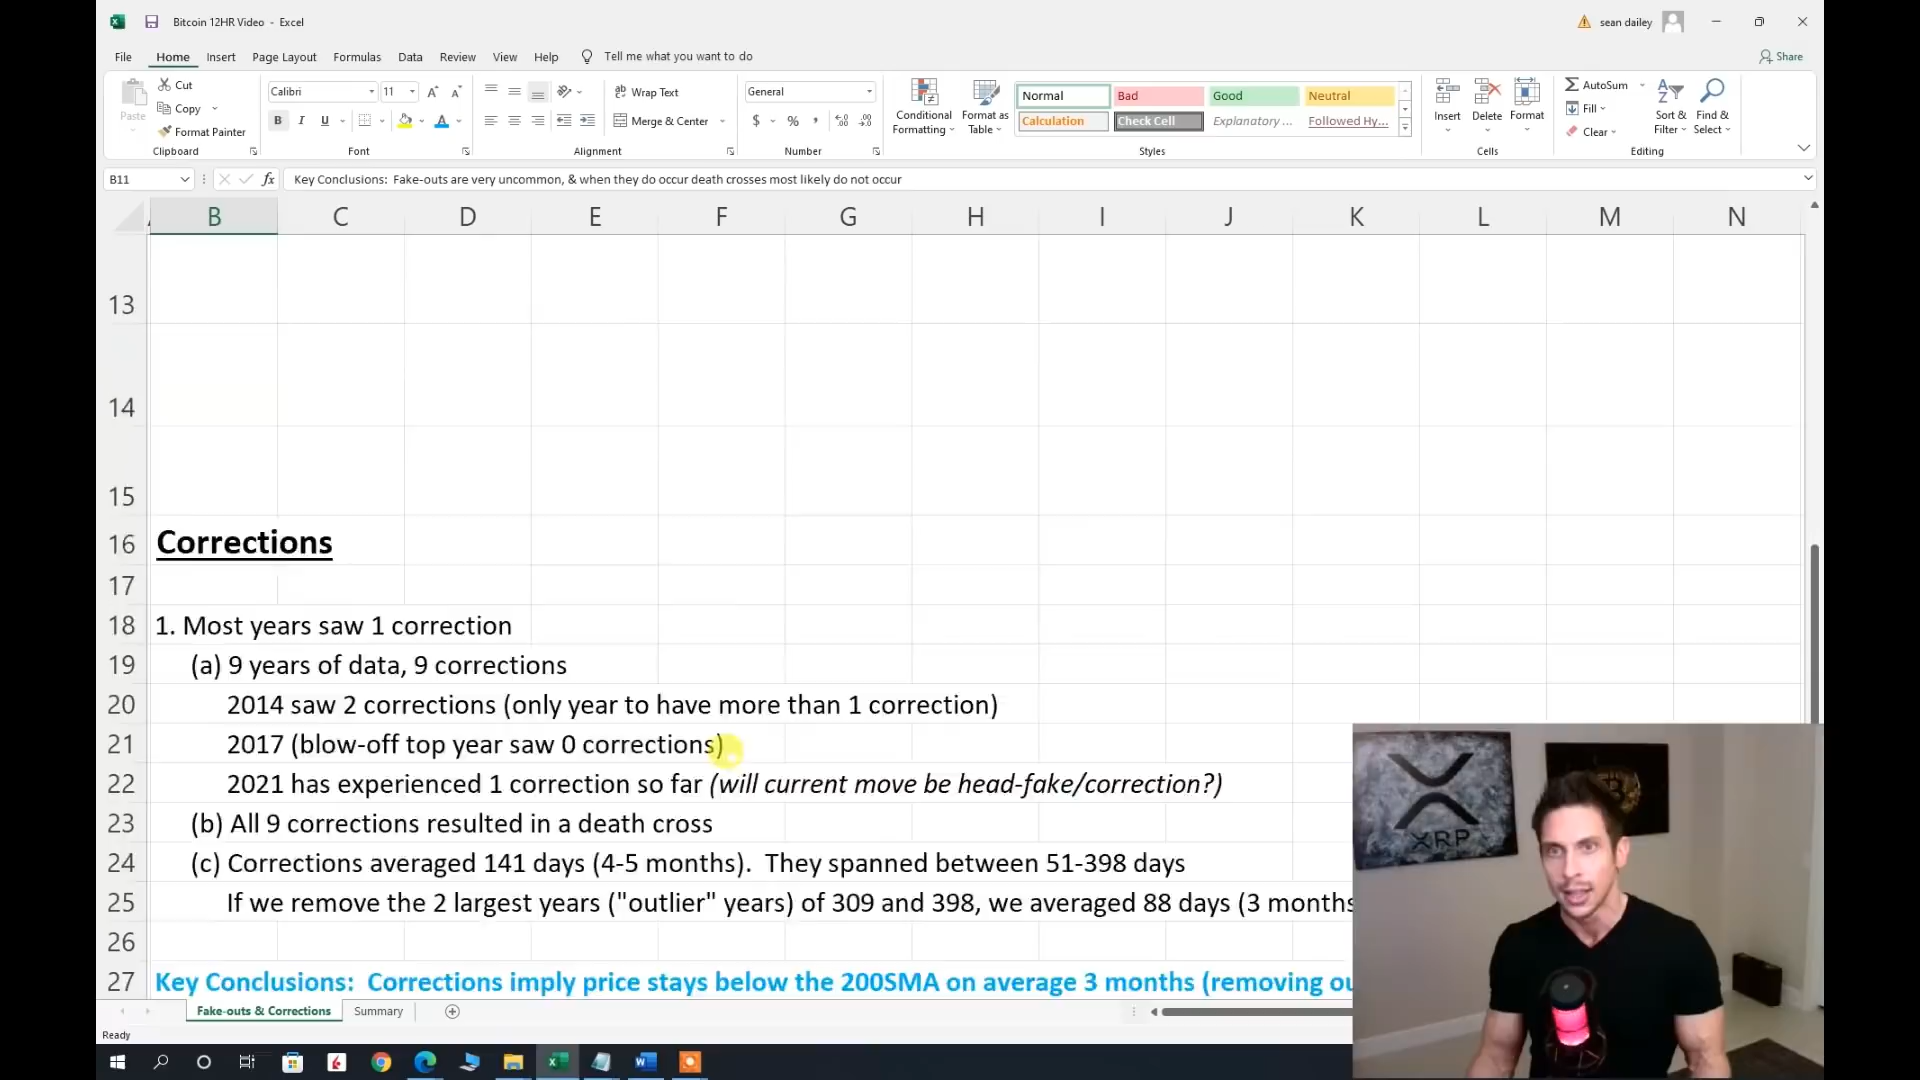 Bitcoin 12HR Video - Excel
sean dailey
File Home Insert Page Layout Formulas Data Review View Help Tell me what you want to do
Share
Paste
Cut
Copy
Format Painter
Clipboard
Calibri 11
B I U
Font
Wrap Text
Merge & Center
Alignment
General
$ % ,
Number
Conditional Formatting
Format as Table
Normal Bad Good Neutral
Calculation Check Cell Explanatory ... Followed Hy...
Styles
Insert Delete Format
Cells
AutoSum
Fill
Clear
Sort & Filter
Find & Select
Editing
B11
fx
Key Conclusions: Fake-outs are very uncommon, & when they do occur death crosses most likely do not occur
B C D E F G H I J K L M N
13
14
15
16 Corrections
17
18 1. Most years saw 1 correction
19 (a) 9 years of data, 9 corrections
20 2014 saw 2 corrections (only year to have more than 1 correction)
21 2017 (blow-off top year saw 0 corrections)
22 2021 has experienced 1 correction so far (will current move be head-fake/correction?)
23 (b) All 9 corrections resulted in a death cross
24 (c) Corrections averaged 141 days (4-5 months). They spanned between 51-398 days
25 If we remove the 2 largest years ("outlier" years) of 309 and 398, we averaged 88 days (3 months
26
27 Key Conclusions: Corrections imply price stays below the 200SMA on average 3 months (removing ou
XRP
Fake-outs & Corrections Summary
Ready